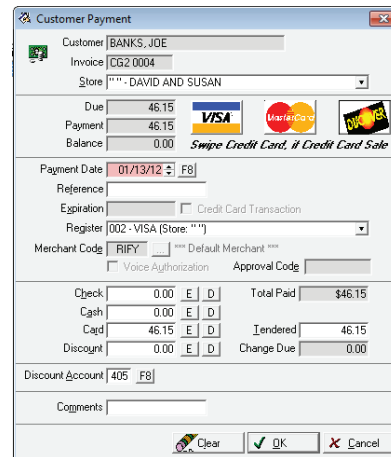 Customer Payment
Customer BANKS, JOE
Invoice CG2 0004
Store " " - DAVID AND SUSAN
Due 46.15
Payment 46.15
Balance 0.00
VISA MasterCard DISCOVER
Swipe Credit Card, if Credit Card Sale
Payment Date 01/13/12 F8
Reference
Expiration Credit Card Transaction
Register 002 - VISA (Store: " ")
Merchant Code RIFY ... *** Default Merchant ***
Voice Authorization Approval Code
Check 0.00 E D Total Paid $46.15
Cash 0.00 E D
Card 46.15 E D Tendered 46.15
Discount 0.00 E D Change Due 0.00
Discount Account 405 F8
Comments
Clear OK Cancel